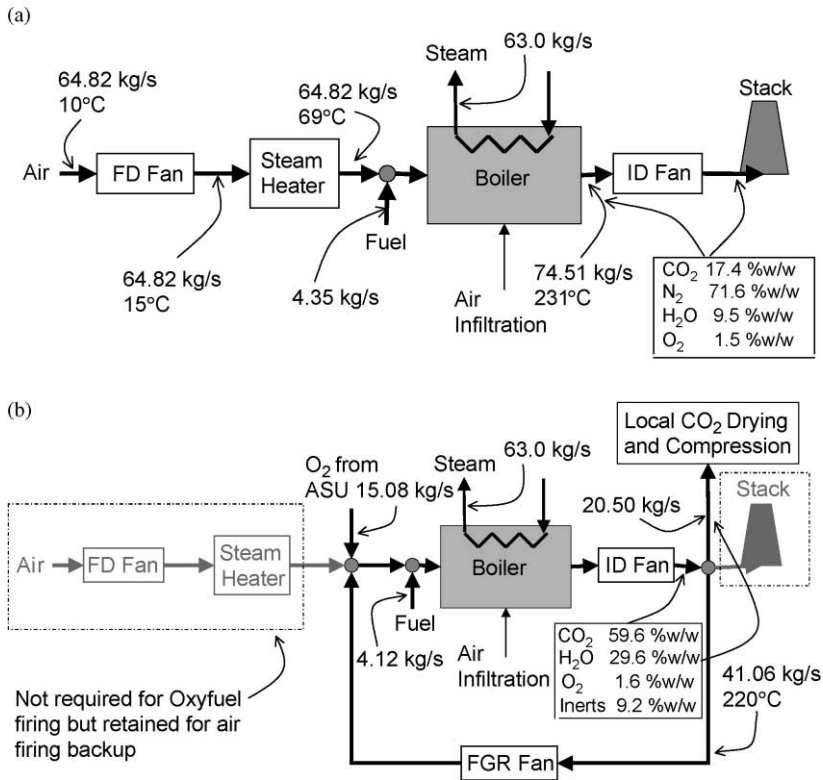 (a)
64.82 kg/s
10°C
Air
FD Fan
64.82 kg/s
15°C
Steam
Heater
64.82 kg/s
69°C
Fuel
4.35 kg/s
Steam
63.0 kg/s
Boiler
Air
Infiltration
74.51 kg/s
231°C
ID Fan
Stack
CO₂ 17.4 %w/w
N₂ 71.6 %w/w
H₂O 9.5 %w/w
O₂ 1.5 %w/w
(b)
Air
FD Fan
Steam
Heater
Not required for Oxyfuel
firing but retained for air
firing backup
O₂ from
ASU 15.08 kg/s
Fuel
4.12 kg/s
Steam
63.0 kg/s
Boiler
Air
Infiltration
ID Fan
CO₂ 59.6 %w/w
H₂O 29.6 %w/w
O₂ 1.6 %w/w
Inerts 9.2 %w/w
Local CO₂ Drying
and Compression
20.50 kg/s
Stack
41.06 kg/s
220°C
FGR Fan